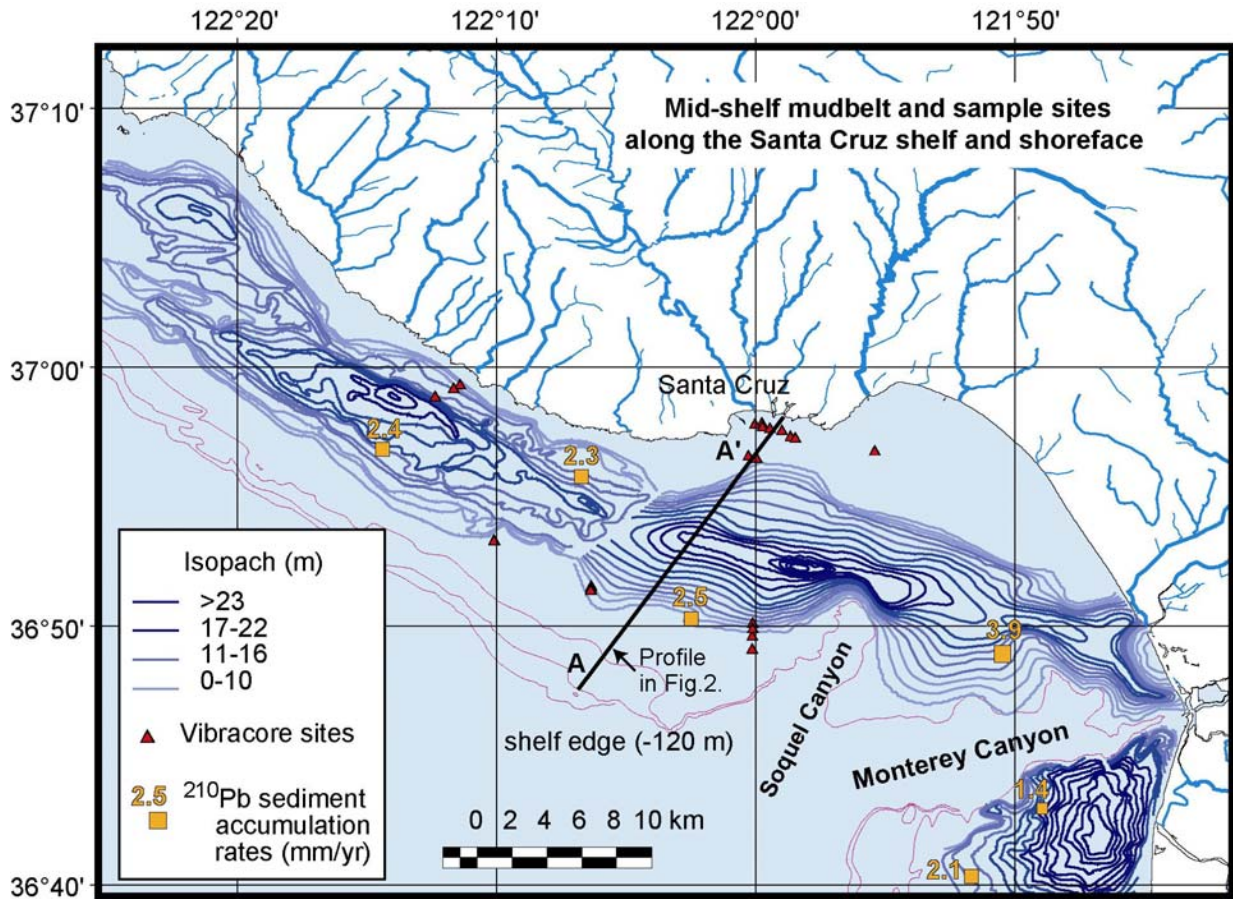 122°20' 122°10' 122°00' 121°50'
37°10'
Mid-shelf mudbelt and sample sites
along the Santa Cruz shelf and shoreface
37°00'
Santa Cruz
A'
2.4
2.3
2.5
3.9
36°50'
A
Profile
in Fig.2.
shelf edge (-120 m)
Soquel Canyon
Monterey Canyon
1.4
2.1
Isopach (m)
>23
17-22
11-16
0-10
Vibracore sites
2.5 210Pb sediment
accumulation
rates (mm/yr)
0 2 4 6 8 10 km
36°40'